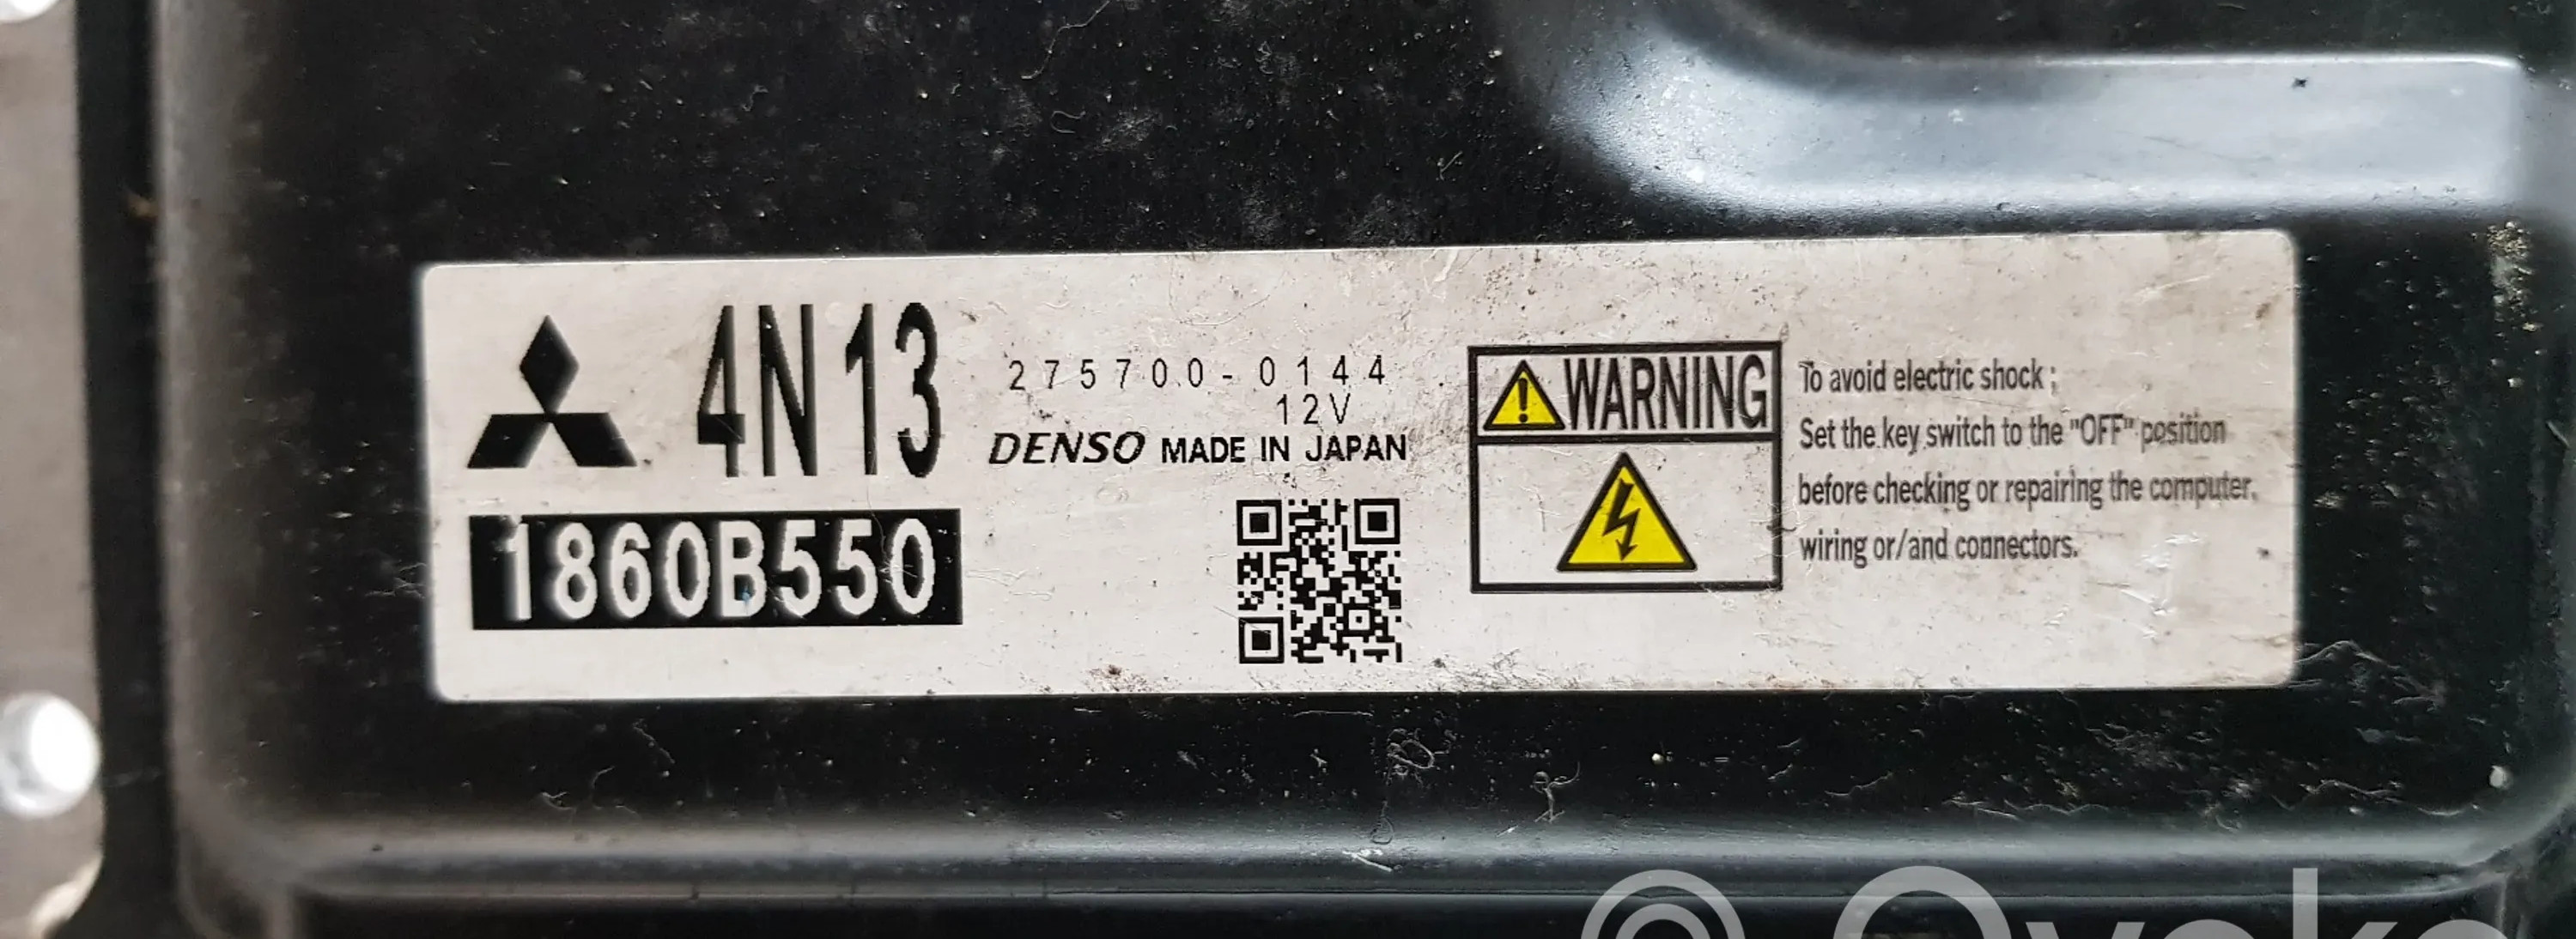 4N13
1860B550
275700-0144
12V
DENSO MADE IN JAPAN
WARNING
To avoid electric shock;
Set the key switch to the "OFF" position
before checking or repairing the computer,
wiring or/and connectors.